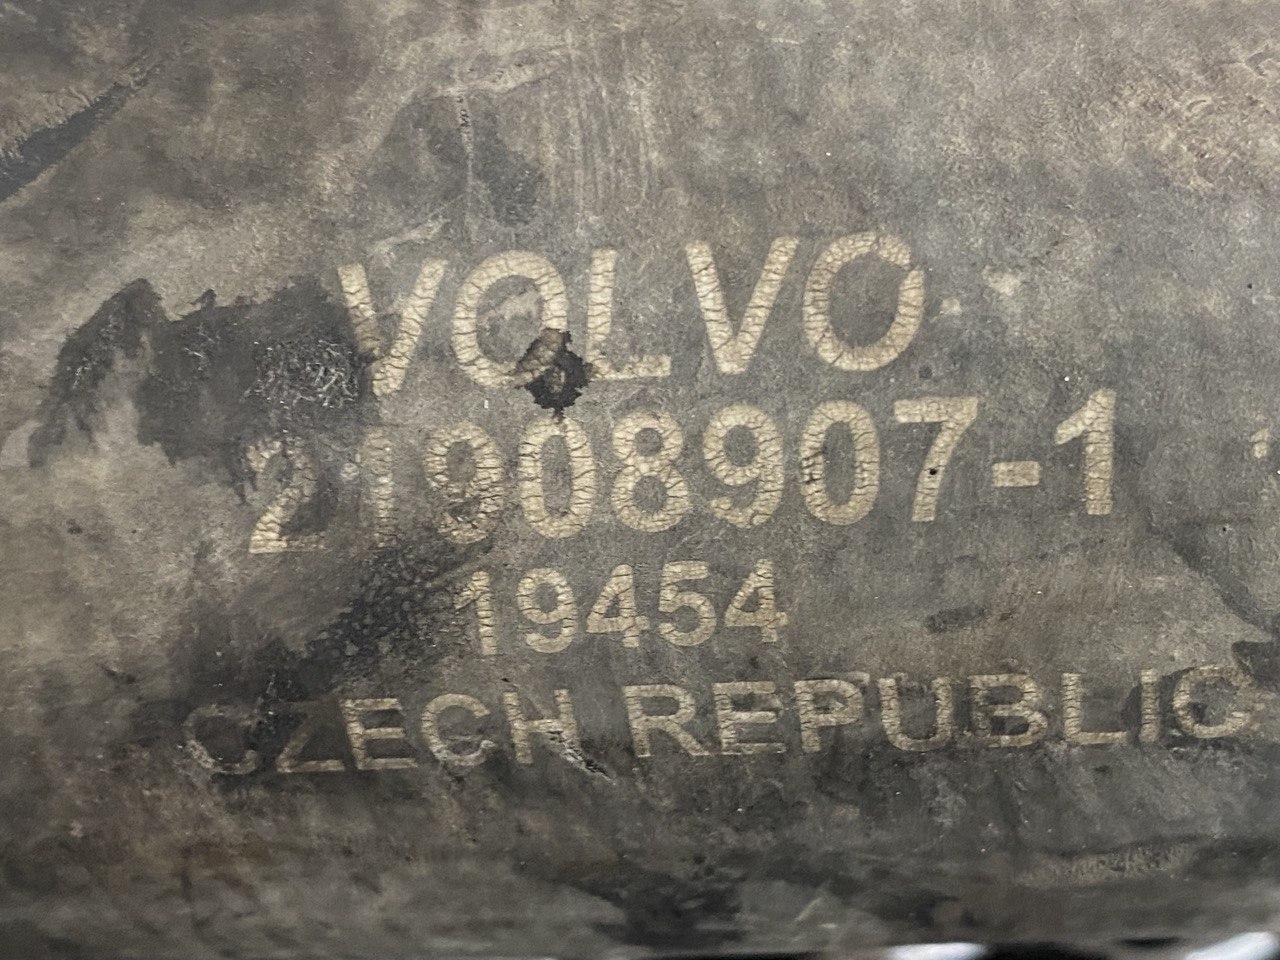 VOLVO
21908907-1
19454
CZECH REPUBLIC